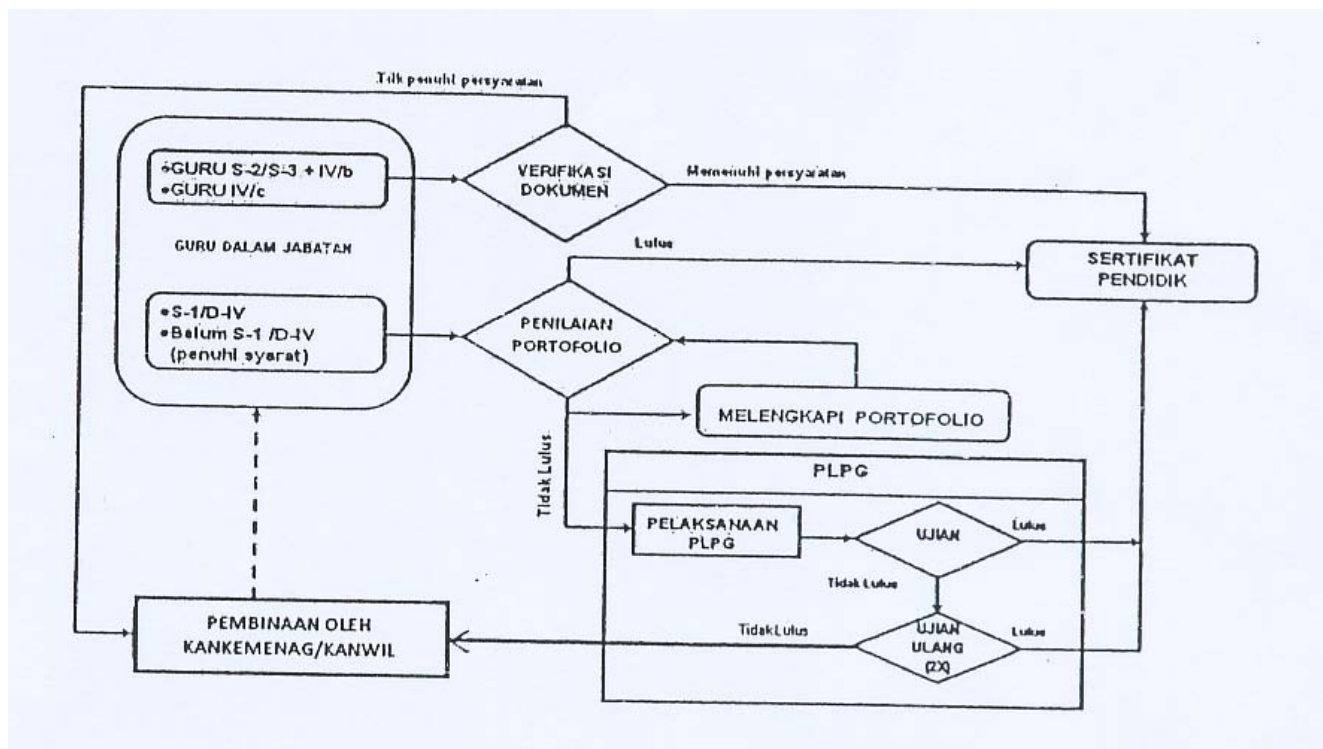 Tdk penuhi persyaratan
GURU S-2/S-3 + IV/b
GURU IV/c
GURU DALAM JABATAN
S-1/D-IV
Belum S-1 /D-IV
(penuhi syarat)
VERIFIKASI
DOKUMEN
Memenuhi persyaratan
Lulus
SERTIFIKAT
PENDIDIK
PENILAIAN
PORTOFOLIO
MELENGKAPI PORTOFOLIO
Tidak Lulus
PLPG
PELAKSANAAN
PLPG
UJIAN
Lulus
Tidak Lulus
UJIAN
ULANG
(2X)
Lulus
Tidak Lulus
PEMBINAAN OLEH
KANKEMENAG/KANWIL